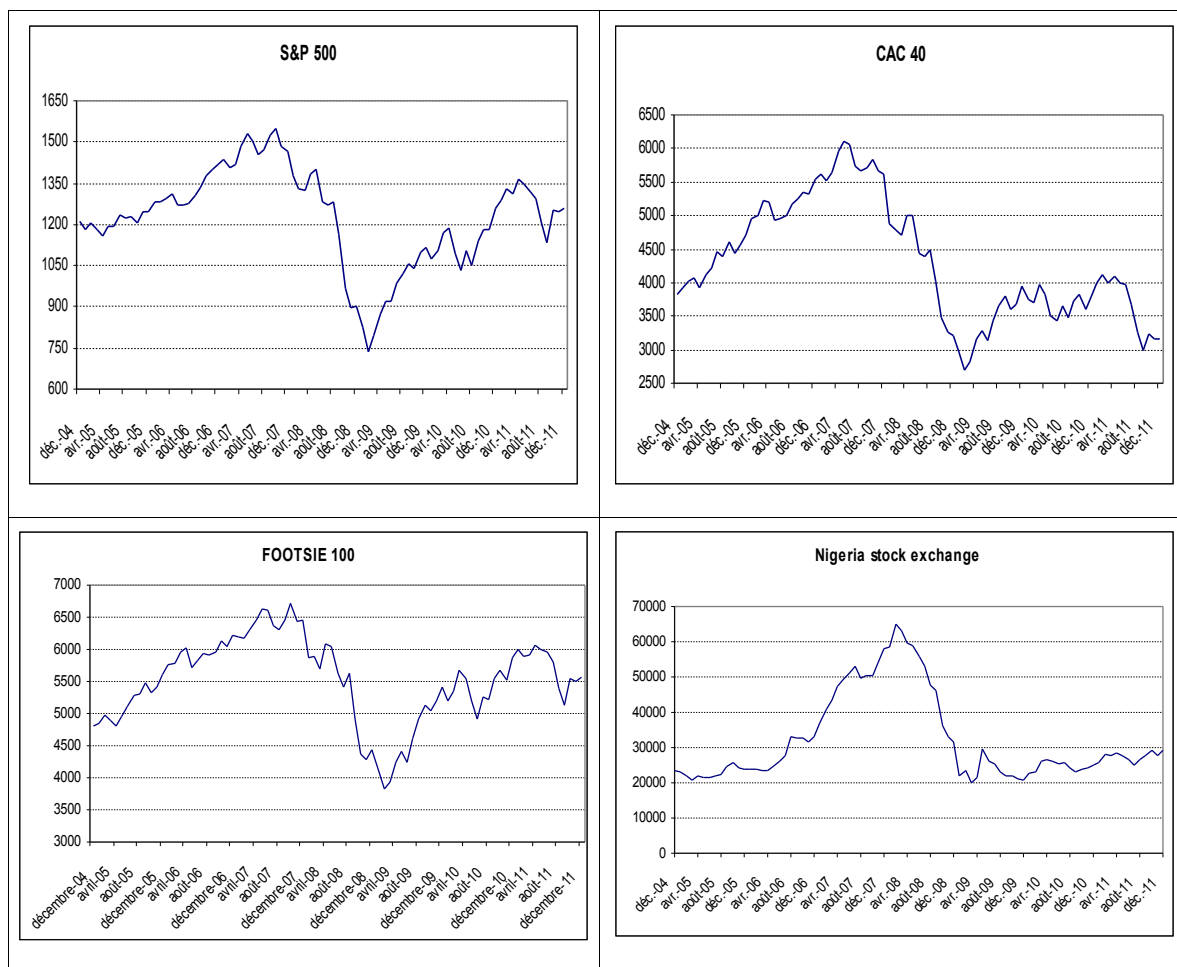 S&P 500
1650
1500
1350
1200
1050
900
750
600
déc.-04
avr.-05
août-05
déc.-05
avr.-06
août-06
déc.-06
avr.-07
août-07
déc.-07
avr.-08
août-08
déc.-08
avr.-09
août-09
déc.-09
avr.-10
août-10
déc.-10
avr.-11
août-11
déc.-11
CAC 40
6500
6000
5500
5000
4500
4000
3500
3000
2500
déc.-04
avr.-05
août-05
déc.-05
avr.-06
août-06
déc.-06
avr.-07
août-07
déc.-07
avr.-08
août-08
déc.-08
avr.-09
août-09
déc.-09
avr.-10
août-10
déc.-10
avr.-11
août-11
déc.-11
FOOTSIE 100
7000
6500
6000
5500
5000
4500
4000
3500
3000
décembre-04
avril-05
août-05
décembre-05
avril-06
août-06
décembre-06
avril-07
août-07
décembre-07
avril-08
août-08
décembre-08
avril-09
août-09
décembre-09
avril-10
août-10
décembre-10
avril-11
août-11
décembre-11
Nigeria stock exchange
70000
60000
50000
40000
30000
20000
10000
0
déc.-04
avr.-05
août-05
déc.-05
avr.-06
août-06
déc.-06
avr.-07
août-07
déc.-07
avr.-08
août-08
déc.-08
avr.-09
août-09
déc.-09
avr.-10
août-10
déc.-10
avr.-11
août-11
déc.-11